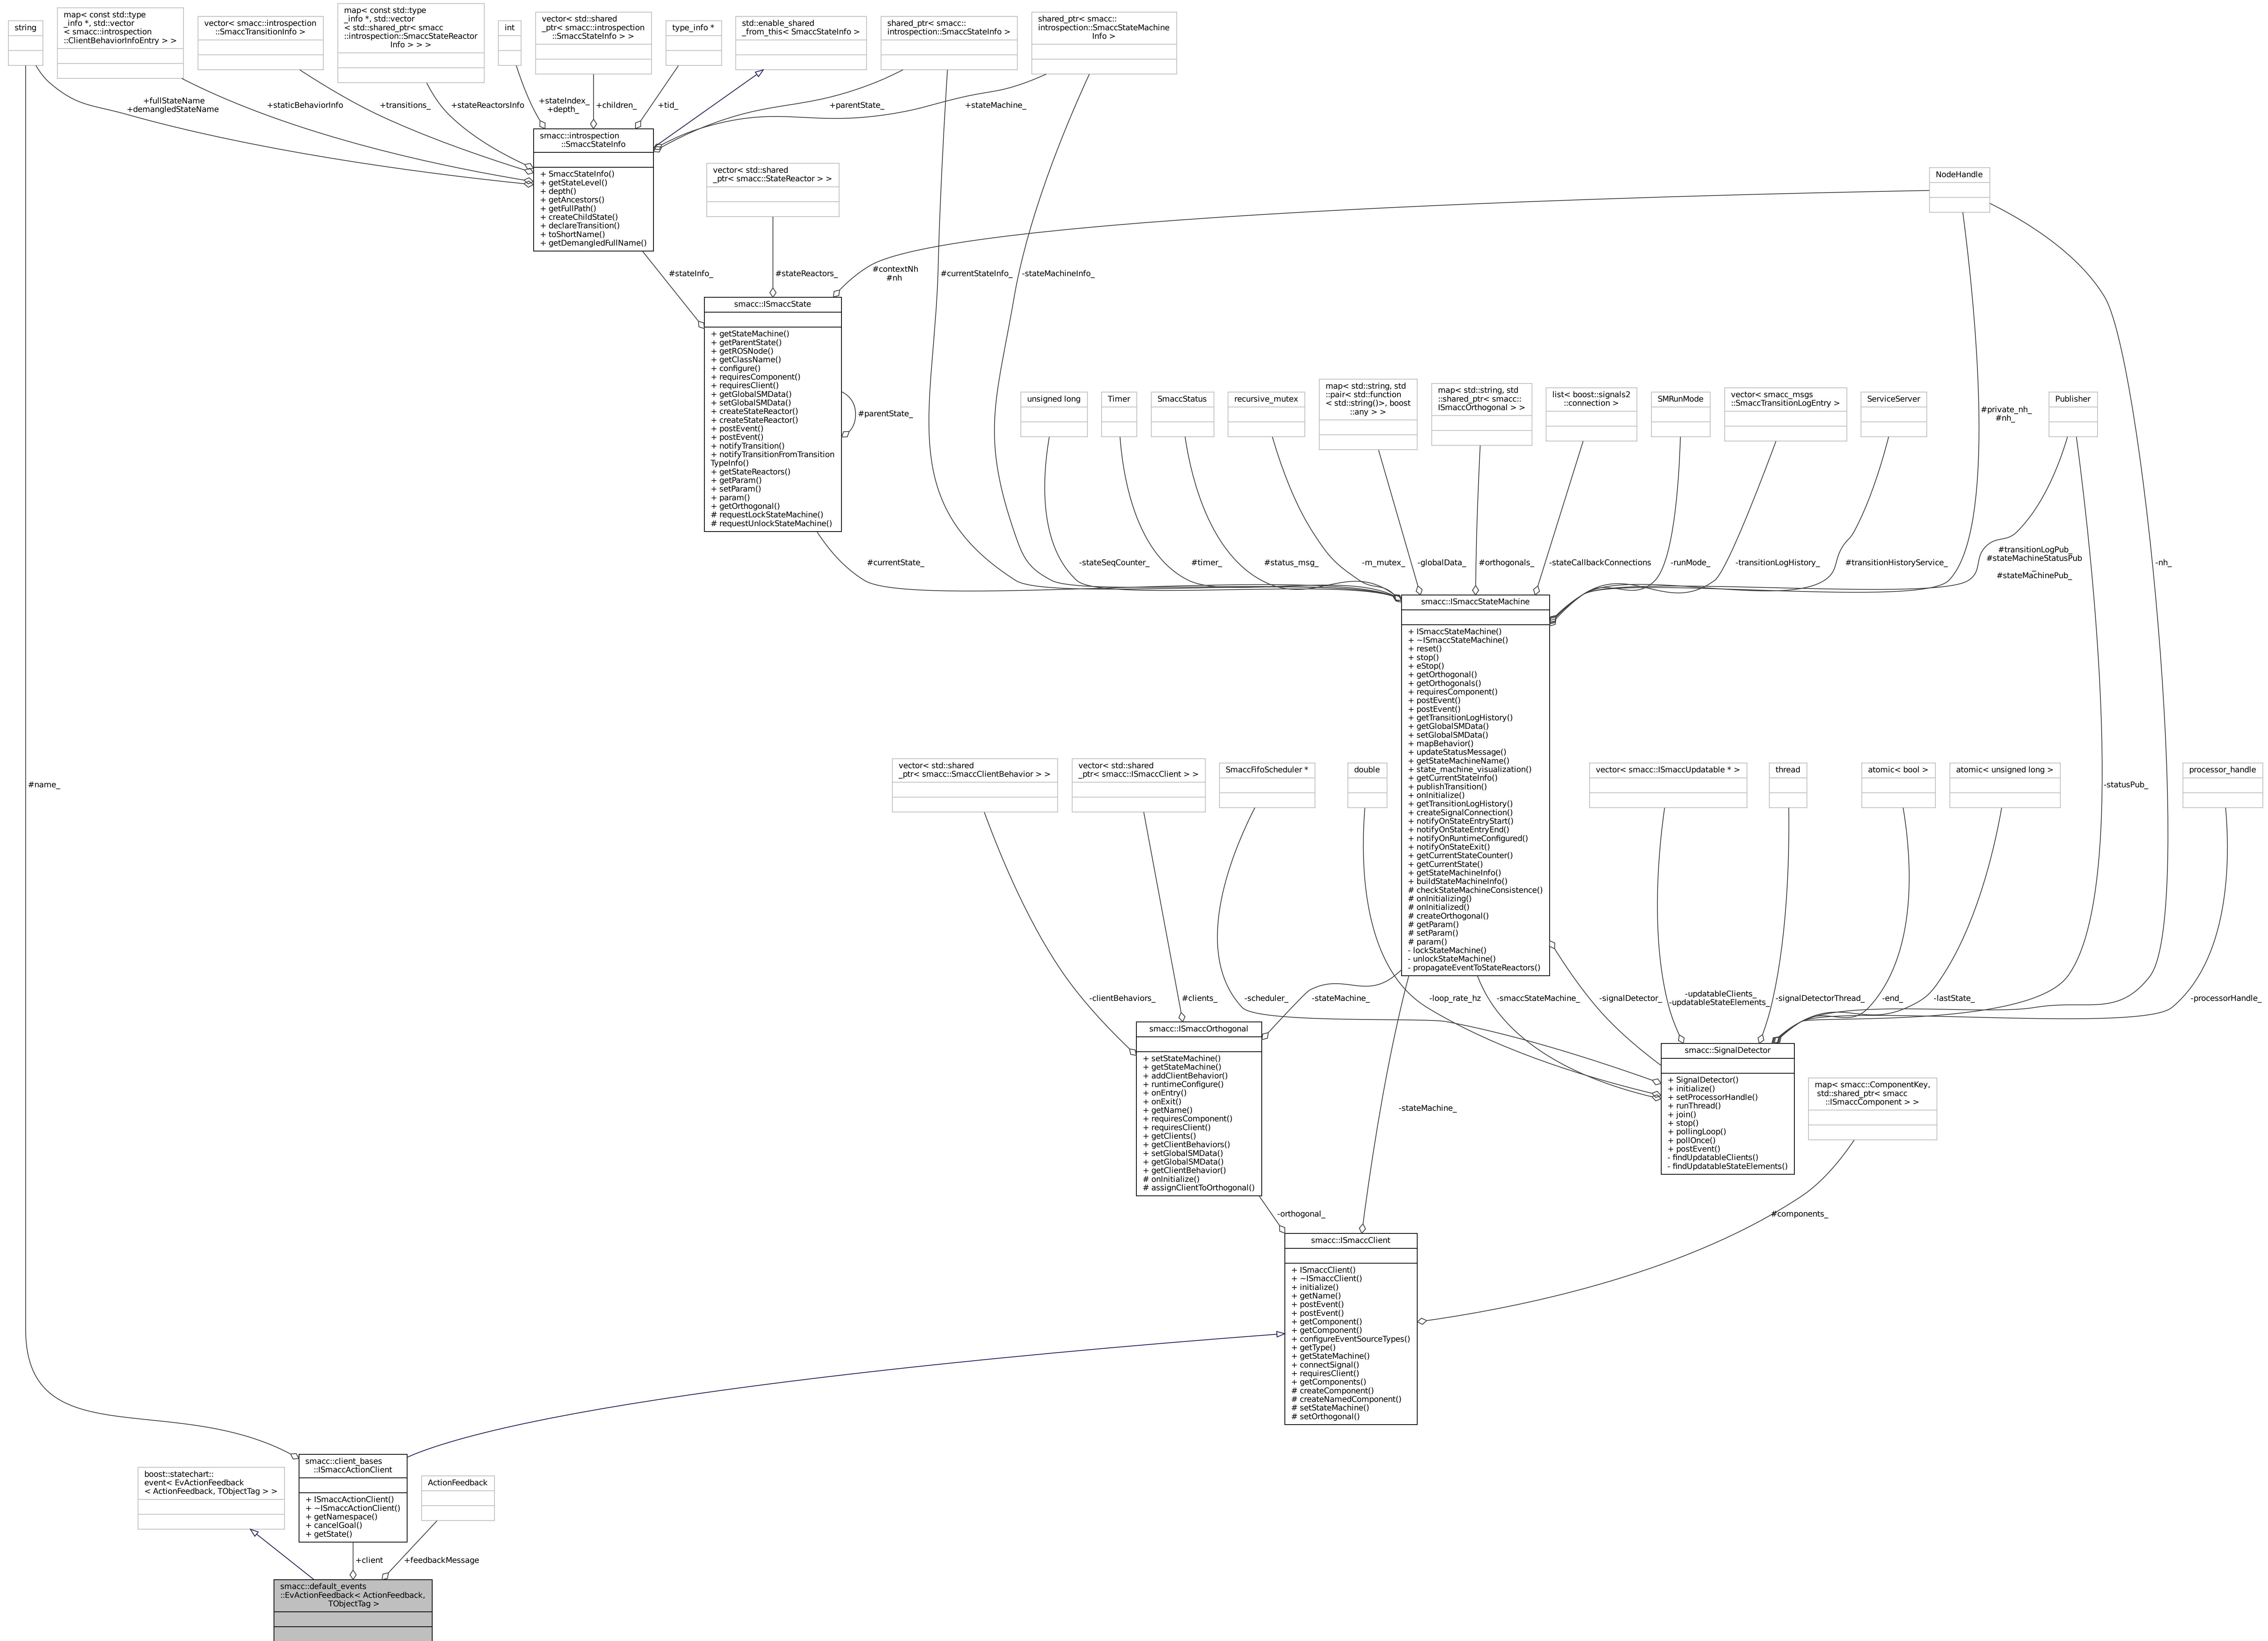 string
map< const std::type
_info *, std::vector
< smacc::introspection
::ClientBehaviorInfoEntry > >
vector< smacc::introspection
::SmaccTransitionInfo >
map< const std::type
_info *, std::vector
< std::shared_ptr< smacc
::introspection::SmaccStateReactor
Info > > >
int
vector< std::shared
_ptr< smacc::introspection
::SmaccStateInfo > >
type_info *
std::enable_shared
_from_this< SmaccStateInfo >
shared_ptr< smacc::
introspection::SmaccStateInfo >
shared_ptr< smacc::
introspection::SmaccStateMachine
Info >
+fullStateName
+demangledStateName
+staticBehaviorInfo
+transitions_
+stateReactorsInfo
+stateIndex_
+depth_
+children_
+tid_
+parentState_
+stateMachine_
smacc::introspection
::SmaccStateInfo
+ SmaccStateInfo()
+ getStateLevel()
+ depth()
+ getAncestors()
+ getFullPath()
+ createChildState()
+ declareTransition()
+ toShortName()
+ getDemangledFullName()
vector< std::shared
_ptr< smacc::StateReactor > >
NodeHandle
#stateInfo_
#stateReactors_
#contextNh
#nh
#currentStateInfo_
-stateMachineInfo_
smacc::ISmaccState
+ getStateMachine()
+ getParentState()
+ getROSNode()
+ getClassName()
+ configure()
+ requiresComponent()
+ requiresClient()
+ getGlobalSMData()
+ setGlobalSMData()
+ createStateReactor()
+ createStateReactor()
+ postEvent()
+ postEvent()
+ notifyTransition()
+ notifyTransitionFromTransition
TypeInfo()
+ getStateReactors()
+ getParam()
+ setParam()
+ param()
+ getOrthogonal()
# requestLockStateMachine()
# requestUnlockStateMachine()
#parentState_
unsigned long
Timer
SmaccStatus
recursive_mutex
map< std::string, std
::pair< std::function
< std::string()>, boost
::any > >
map< std::string, std
::shared_ptr< smacc::
ISmaccOrthogonal > >
list< boost::signals2
::connection >
SMRunMode
vector< smacc_msgs
::SmaccTransitionLogEntry >
ServiceServer
#private_nh_
#nh_
Publisher
#currentState_
-stateSeqCounter_
#timer_
#status_msg_
-m_mutex_
-globalData_
#orthogonals_
-stateCallbackConnections
-runMode_
-transitionLogHistory_
#transitionHistoryService_
#transitionLogPub_
#stateMachineStatusPub
_
#stateMachinePub_
-nh_
smacc::ISmaccStateMachine
+ ISmaccStateMachine()
+ ~ISmaccStateMachine()
+ reset()
+ stop()
+ eStop()
+ getOrthogonal()
+ getOrthogonals()
+ requiresComponent()
+ postEvent()
+ postEvent()
+ getTransitionLogHistory()
+ getGlobalSMData()
+ setGlobalSMData()
+ mapBehavior()
+ updateStatusMessage()
+ getStateMachineName()
+ state_machine_visualization()
+ getCurrentStateInfo()
+ publishTransition()
+ onInitialize()
+ getTransitionLogHistory()
+ createSignalConnection()
+ notifyOnStateEntryStart()
+ notifyOnStateEntryEnd()
+ notifyOnRuntimeConfigured()
+ notifyOnStateExit()
+ getCurrentStateCounter()
+ getCurrentState()
+ getStateMachineInfo()
+ buildStateMachineInfo()
# checkStateMachineConsistence()
# onInitializing()
# onInitialized()
# createOrthogonal()
# getParam()
# setParam()
# param()
- lockStateMachine()
- unlockStateMachine()
- propagateEventToStateReactors()
#name_
vector< std::shared
_ptr< smacc::SmaccClientBehavior > >
vector< std::shared
_ptr< smacc::ISmaccClient > >
SmaccFifoScheduler *
double
vector< smacc::ISmaccUpdatable * >
thread
atomic< bool >
atomic< unsigned long >
-statusPub_
processor_handle
-clientBehaviors_
#clients_
-scheduler_
-stateMachine_
-loop_rate_hz
-smaccStateMachine_
-signalDetector_
-updatableClients_
-updatableStateElements_
-signalDetectorThread_
-end_
-lastState_
-processorHandle_
smacc::ISmaccOrthogonal
+ setStateMachine()
+ getStateMachine()
+ addClientBehavior()
+ runtimeConfigure()
+ onEntry()
+ onExit()
+ getName()
+ requiresComponent()
+ requiresClient()
+ getClients()
+ getClientBehaviors()
+ setGlobalSMData()
+ getGlobalSMData()
+ getClientBehavior()
# onInitialize()
# assignClientToOrthogonal()
-stateMachine_
smacc::SignalDetector
+ SignalDetector()
+ initialize()
+ setProcessorHandle()
+ runThread()
+ join()
+ stop()
+ pollingLoop()
+ pollOnce()
+ postEvent()
- findUpdatableClients()
- findUpdatableStateElements()
map< smacc::ComponentKey,
std::shared_ptr< smacc
::ISmaccComponent > >
-orthogonal_
#components_
smacc::ISmaccClient
+ ISmaccClient()
+ ~ISmaccClient()
+ initialize()
+ getName()
+ postEvent()
+ postEvent()
+ getComponent()
+ getComponent()
+ configureEventSourceTypes()
+ getType()
+ getStateMachine()
+ connectSignal()
+ requiresClient()
+ getComponents()
# createComponent()
# createNamedComponent()
# setStateMachine()
# setOrthogonal()
boost::statechart::
event< EvActionFeedback
< ActionFeedback, TObjectTag > >
smacc::client_bases
::ISmaccActionClient
+ ISmaccActionClient()
+ ~ISmaccActionClient()
+ getNamespace()
+ cancelGoal()
+ getState()
ActionFeedback
+client
+feedbackMessage
smacc::default_events
::EvActionFeedback< ActionFeedback,
TObjectTag >